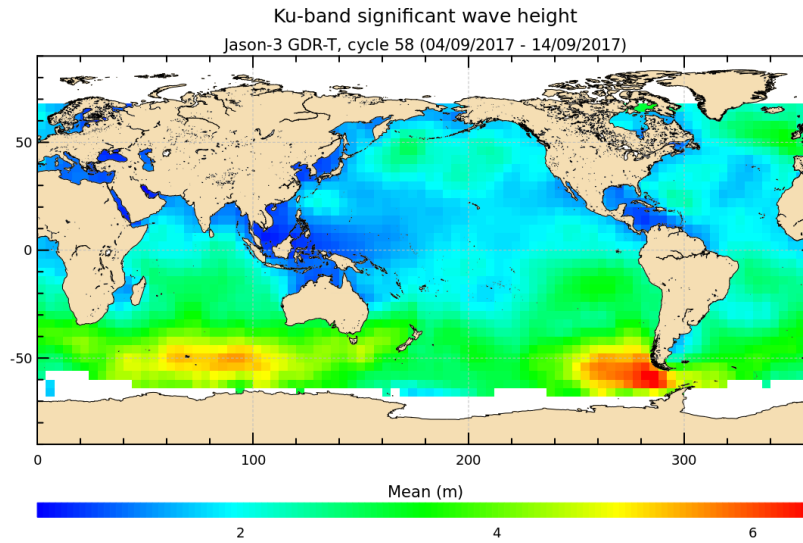 Ku-band significant wave height
Jason-3 GDR-T, cycle 58 (04/09/2017 - 14/09/2017)
50
0
-50
0 100 200 300
Mean (m)
2 4 6